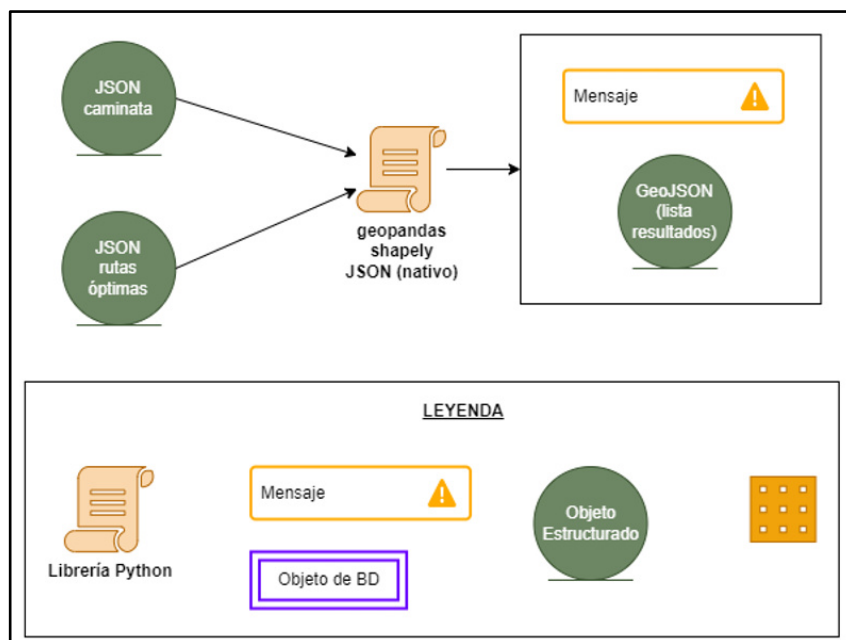 JSON
caminata
JSON
rutas
óptimas
geopandas
shapely
JSON (nativo)
Mensaje
GeoJSON
(lista
resultados)
LEYENDA
Librería Python
Mensaje
Objeto de BD
Objeto
Estructurado